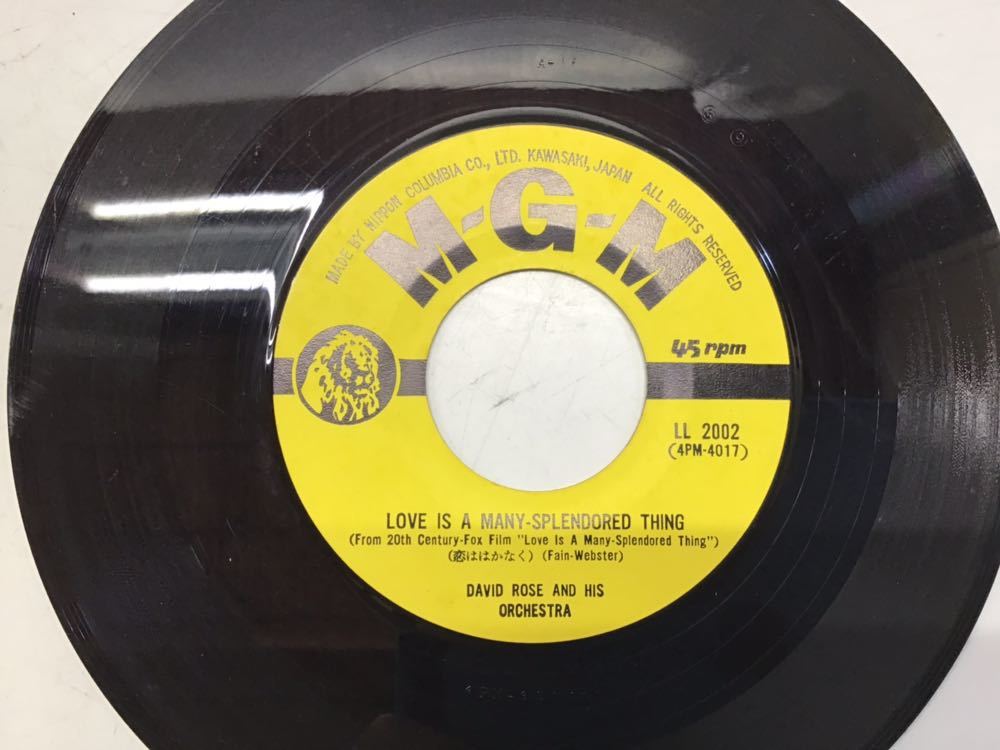 MADE BY NIPPON COLUMBIA CO., LTD. KAWASAKI, JAPAN ALL RIGHTS RESERVED
M-G-M
45 rpm
LL 2002
(4PM-4017)
LOVE IS A MANY-SPLENDORED THING
(From 20th Century-Fox Film "Love Is A Many-Splendored Thing")
(恋ははかなく) (Fain-Webster)
DAVID ROSE AND HIS
ORCHESTRA